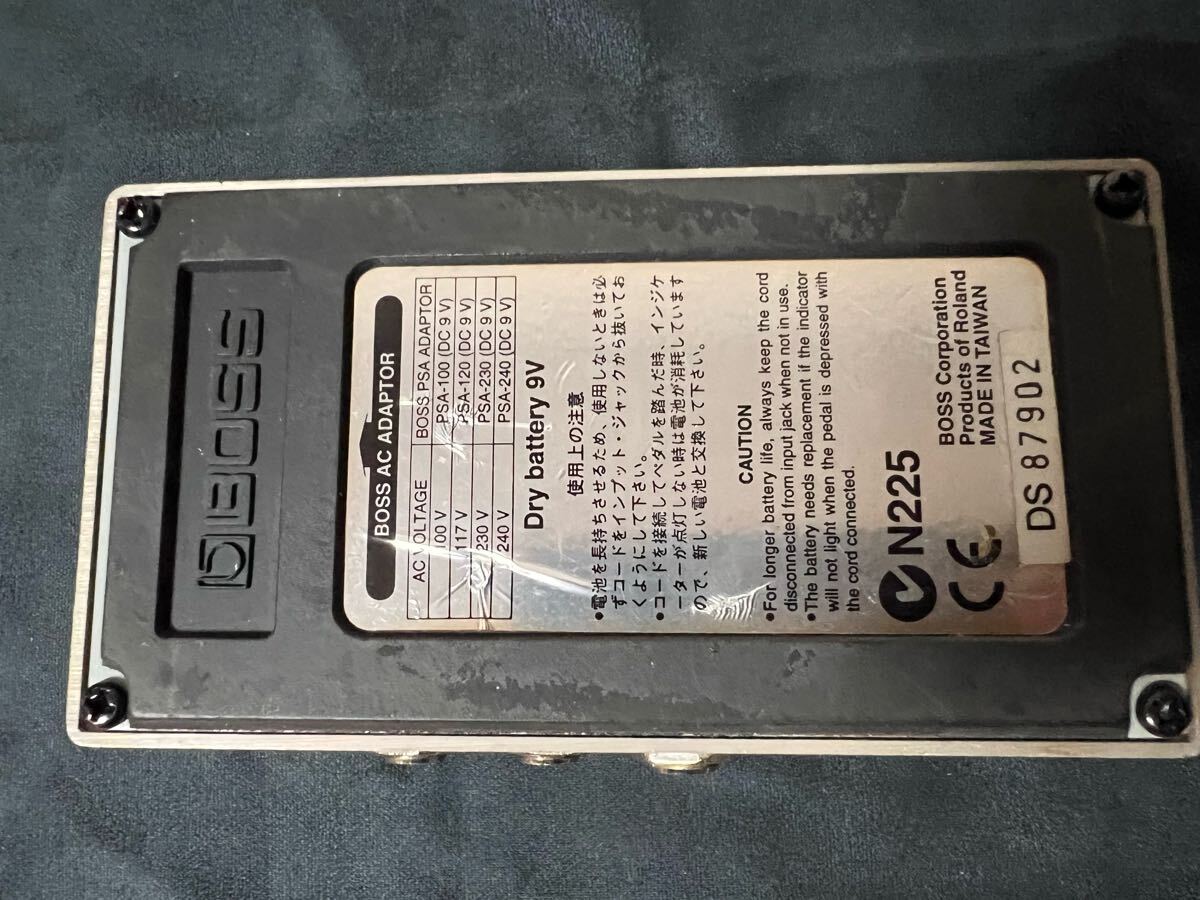 BOSS
BOSS AC ADAPTOR
AC VOLTAGE BOSS PSA ADAPTOR
100 V PSA-100 (DC 9 V)
117 V PSA-120 (DC 9 V)
230 V PSA-230 (DC 9 V)
240 V PSA-240 (DC 9 V)
Dry battery 9V
使用上の注意
●電池を長持ちさせるため、使用しないときは必
ずコードをインプット・ジャックから抜いてお
くようにして下さい。
●コードを接続してペダルを踏んだ時、インジケ
ーターが点灯しない時は電池が消耗しています
ので、新しい電池と交換して下さい。
CAUTION
●For longer battery life, always keep the cord
disconnected from input jack when not in use.
●The battery needs replacement if the indicator
will not light when the pedal is depressed with
the cord connected.
N225
CE
BOSS Corporation
Products of Roland
MADE IN TAIWAN
DS 87902